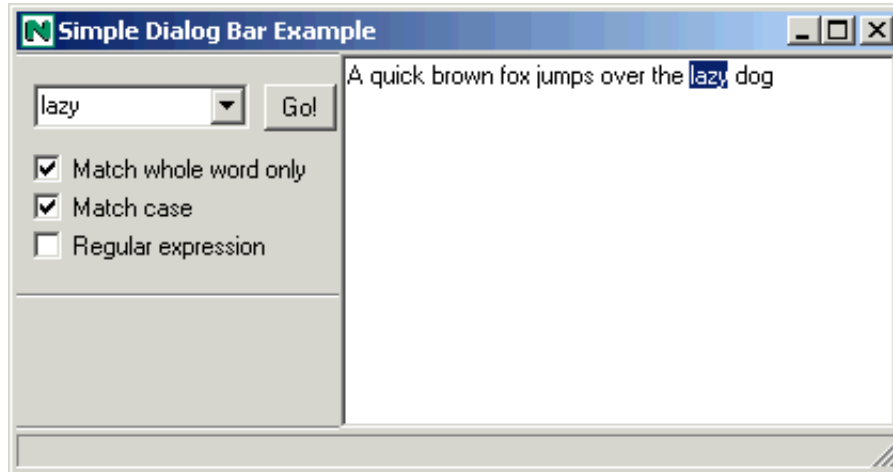 Simple Dialog Bar Example
lazy
Go!
Match whole word only
Match case
Regular expression
A quick brown fox jumps over the lazy dog